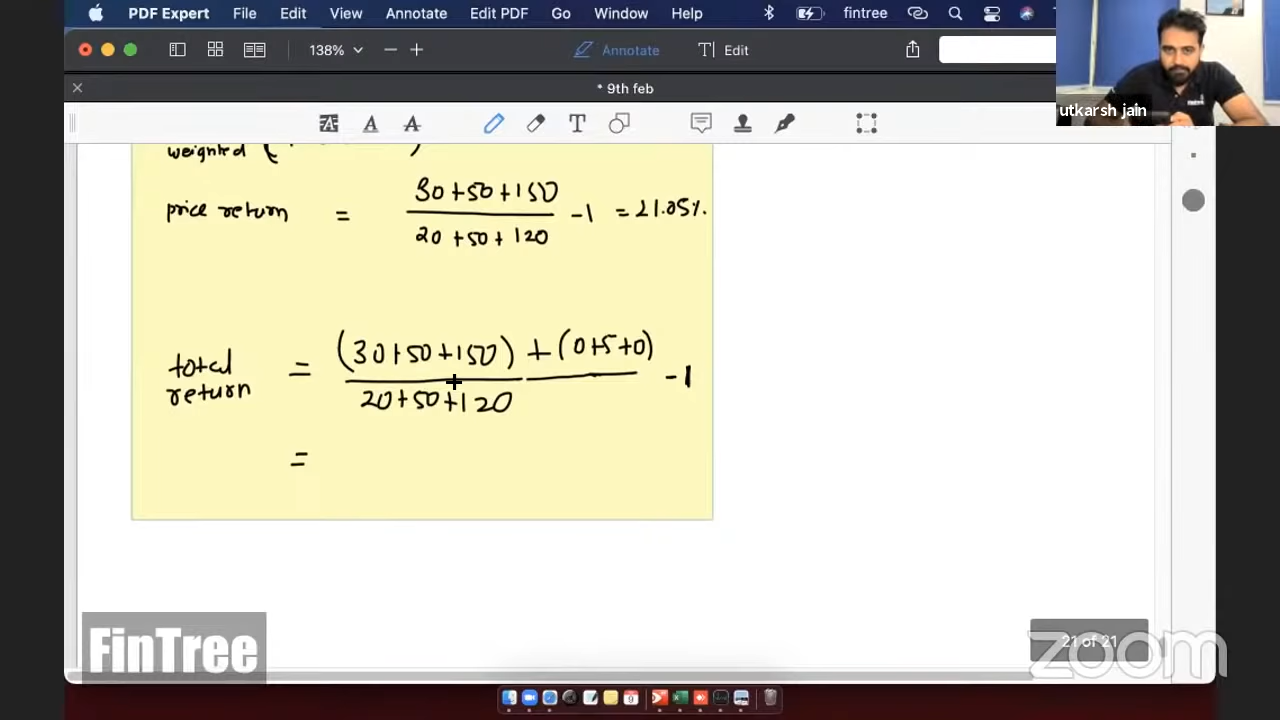 PDF Expert File Edit View Annotate Edit PDF Go Window Help fintree
138% Annotate Edit
* 9th feb
utkarsh jain
weighted (
price return = 30+50+150 / 20+50+120 -1 = 21.05%.
total return = (30+50+150) + (0+5+0) / 20+50+120 -1
=
21 of 21
FinTree
zoom